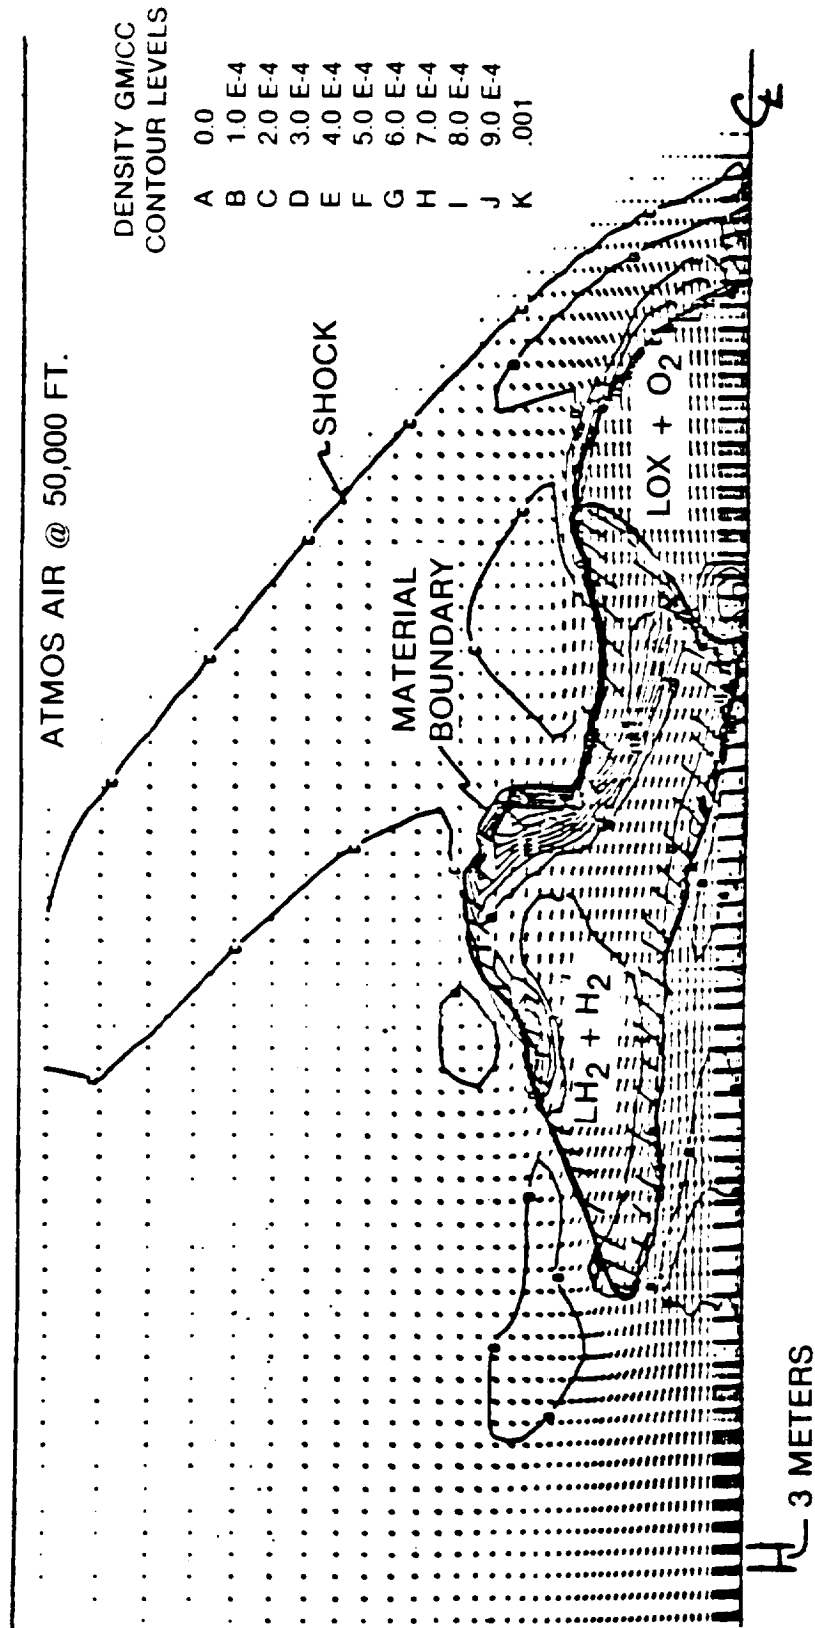 ATMOS AIR @ 50,000 FT.
DENSITY GM/CC
CONTOUR LEVELS
A 0.0
B 1.0 E-4
C 2.0 E-4
D 3.0 E-4
E 4.0 E-4
F 5.0 E-4
G 6.0 E-4
H 7.0 E-4
I 8.0 E-4
J 9.0 E-4
K .001
SHOCK
MATERIAL
BOUNDARY
LH2 + H2
LOX + O2
3 METERS
℄